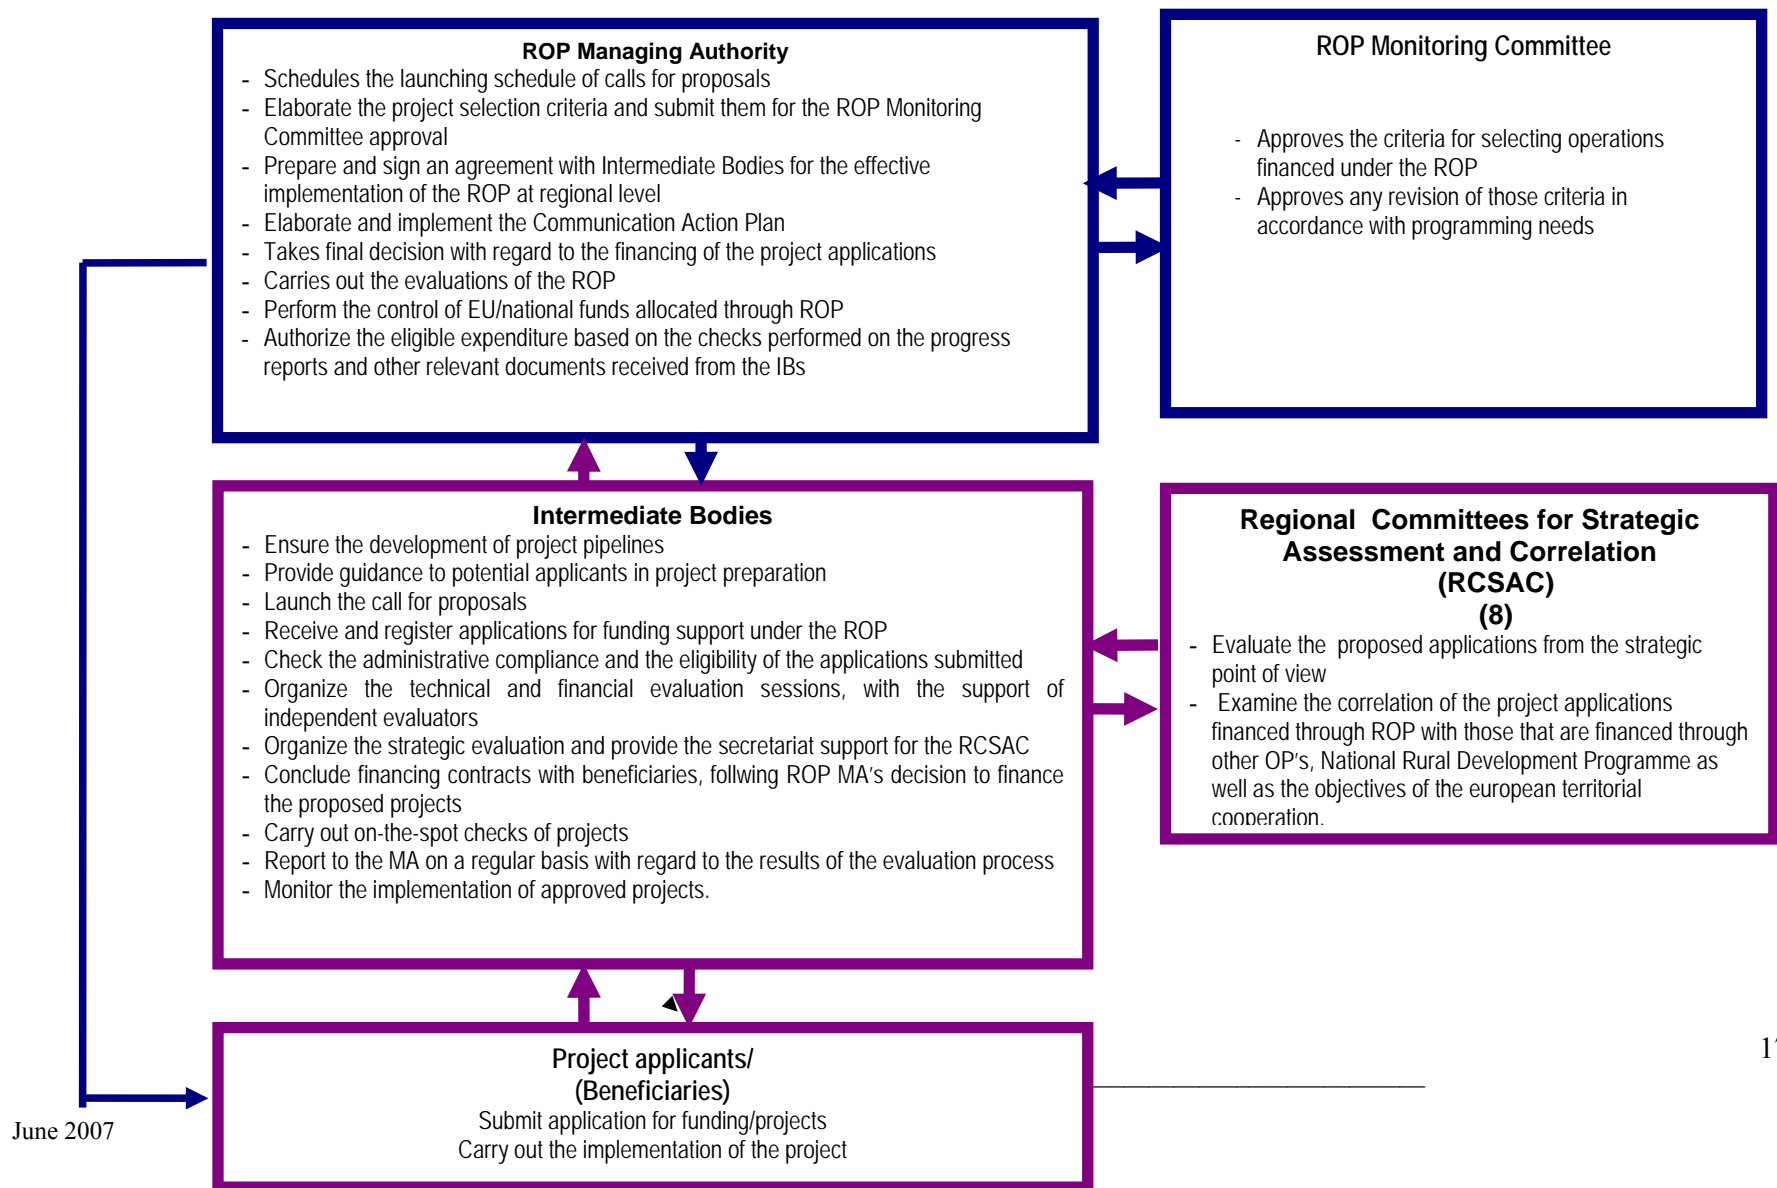 ROP Managing Authority
- Schedules the launching schedule of calls for proposals
- Elaborate the project selection criteria and submit them for the ROP Monitoring
Committee approval
- Prepare and sign an agreement with Intermediate Bodies for the effective
implementation of the ROP at regional level
- Elaborate and implement the Communication Action Plan
- Takes final decision with regard to the financing of the project applications
- Carries out the evaluations of the ROP
- Perform the control of EU/national funds allocated through ROP
- Authorize the eligible expenditure based on the checks performed on the progress
reports and other relevant documents received from the IBs
ROP Monitoring Committee
- Approves the criteria for selecting operations
financed under the ROP
- Approves any revision of those criteria in
accordance with programming needs
Intermediate Bodies
- Ensure the development of project pipelines
- Provide guidance to potential applicants in project preparation
- Launch the call for proposals
- Receive and register applications for funding support under the ROP
- Check the administrative compliance and the eligibility of the applications submitted
- Organize the technical and financial evaluation sessions, with the support of
independent evaluators
- Organize the strategic evaluation and provide the secretariat support for the RCSAC
- Conclude financing contracts with beneficiaries, follwing ROP MA's decision to finance
the proposed projects
- Carry out on-the-spot checks of projects
- Report to the MA on a regular basis with regard to the results of the evaluation process
- Monitor the implementation of approved projects.
Regional Committees for Strategic
Assessment and Correlation
(RCSAC)
(8)
- Evaluate the proposed applications from the strategic
point of view
- Examine the correlation of the project applications
financed through ROP with those that are financed through
other OP's, National Rural Development Programme as
well as the objectives of the european territorial
cooperation.
Project applicants/
(Beneficiaries)
Submit application for funding/projects
Carry out the implementation of the project
June 2007